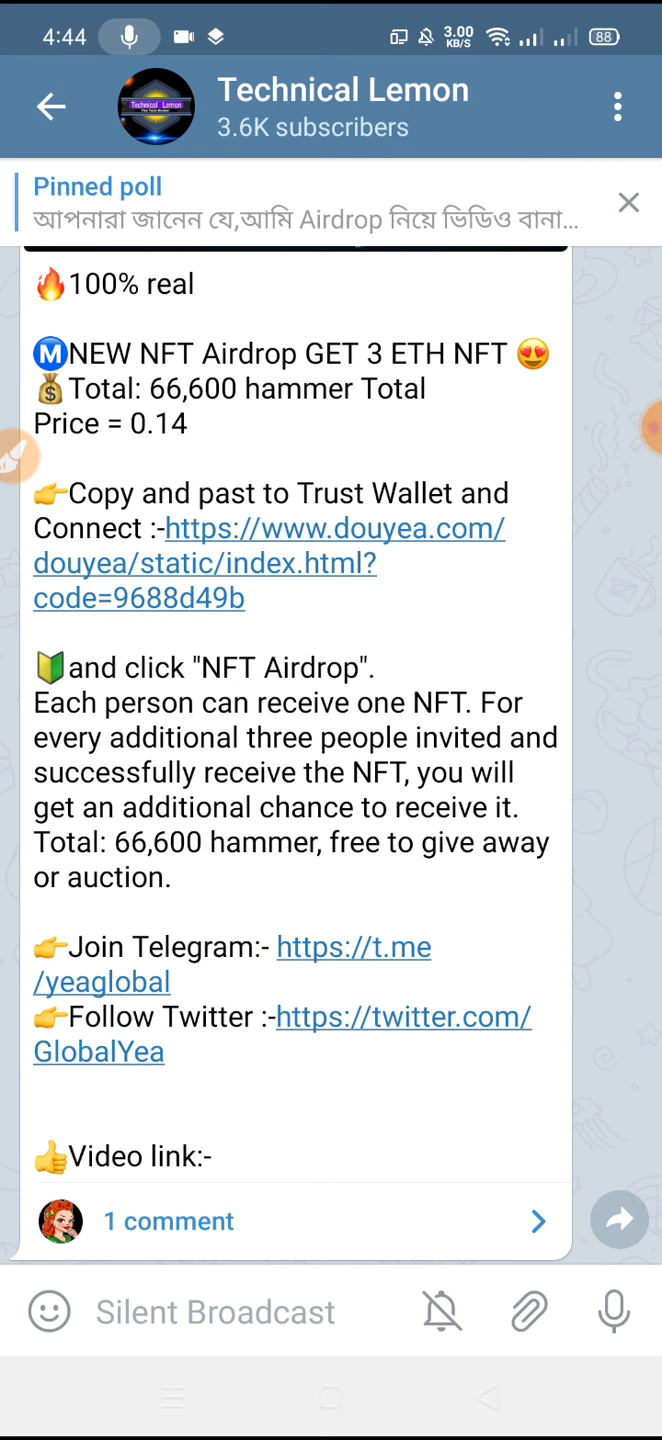 4:44
3.00
KB/S
88
Technical Lemon
Technical Lemon
3.6K subscribers
Pinned poll
আপনারা জানেন যে,আমি Airdrop নিয়ে ভিডিও বানা...
🔥100% real
Ⓜ️NEW NFT Airdrop GET 3 ETH NFT 😍
💰Total: 66,600 hammer Total
Price = 0.14
👉Copy and past to Trust Wallet and
Connect :-https://www.douyea.com/
douyea/static/index.html?
code=9688d49b
🔰and click "NFT Airdrop".
Each person can receive one NFT. For
every additional three people invited and
successfully receive the NFT, you will
get an additional chance to receive it.
Total: 66,600 hammer, free to give away
or auction.
👉Join Telegram:- https://t.me
/yeaglobal
👉Follow Twitter :-https://twitter.com/
GlobalYea
👍Video link:-
1 comment
Silent Broadcast